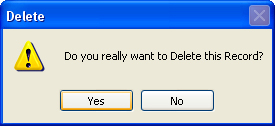 Delete
Do you really want to Delete this Record?
Yes
No